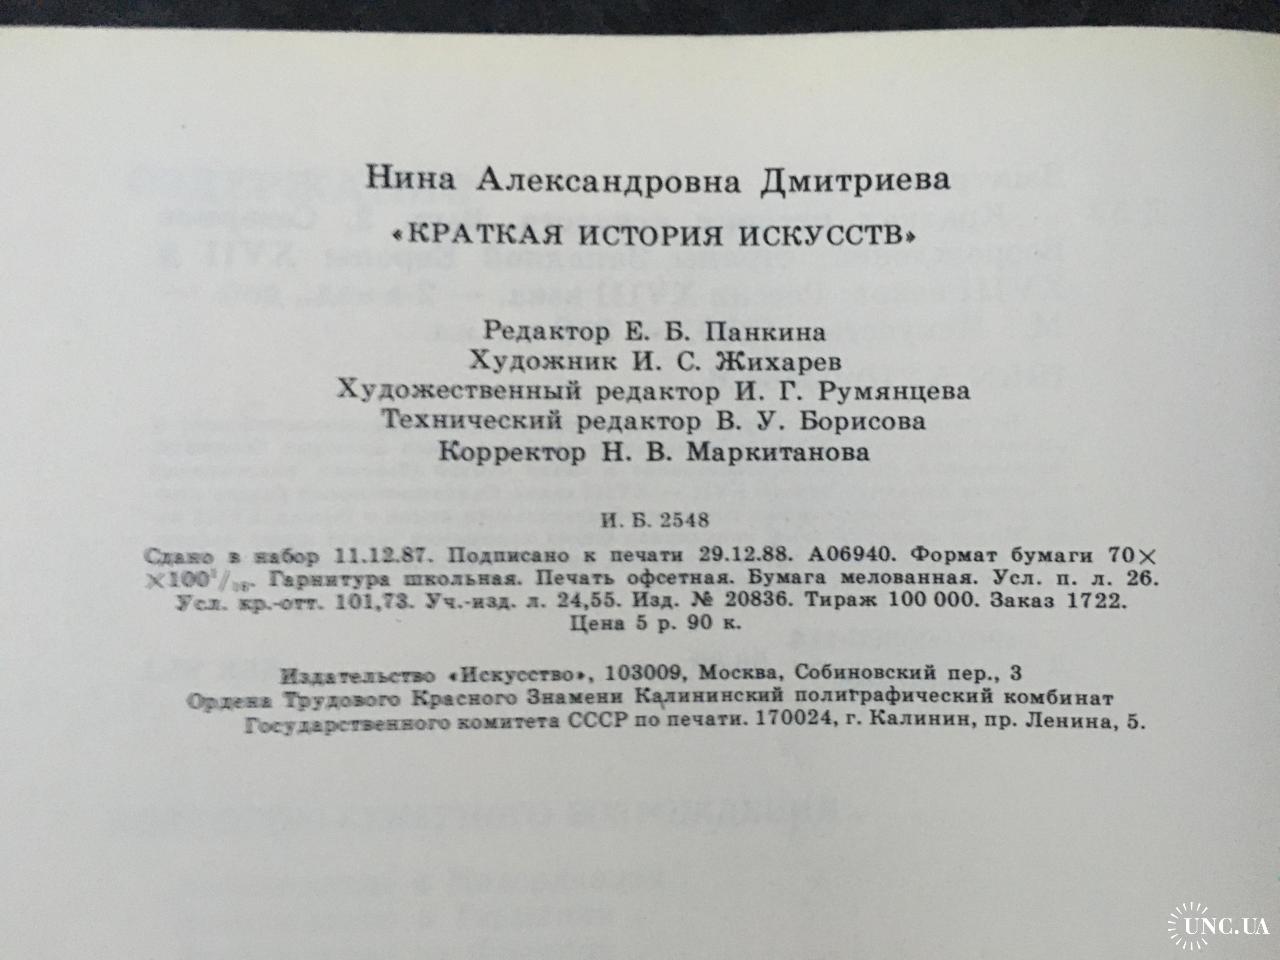 Нина Александровна Дмитриева
«КРАТКАЯ ИСТОРИЯ ИСКУССТВ»
Редактор Е. Б. Панкина
Художник И. С. Жихарев
Художественный редактор И. Г. Румянцева
Технический редактор В. У. Борисова
Корректор Н. В. Маркитанова
И. Б. 2548
Сдано в набор 11.12.87. Подписано к печати 29.12.88. А06940. Формат бумаги 70×
×100¹/₁₆. Гарнитура школьная. Печать офсетная. Бумага мелованная. Усл. п. л. 26.
Усл. кр.-отт. 101,73. Уч.-изд. л. 24,55. Изд. № 20836. Тираж 100 000. Заказ 1722.
Цена 5 р. 90 к.
Издательство «Искусство», 103009, Москва, Собиновский пер., 3
Ордена Трудового Красного Знамени Калининский полиграфический комбинат
Государственного комитета СССР по печати. 170024, г. Калинин, пр. Ленина, 5.
UNC.UA